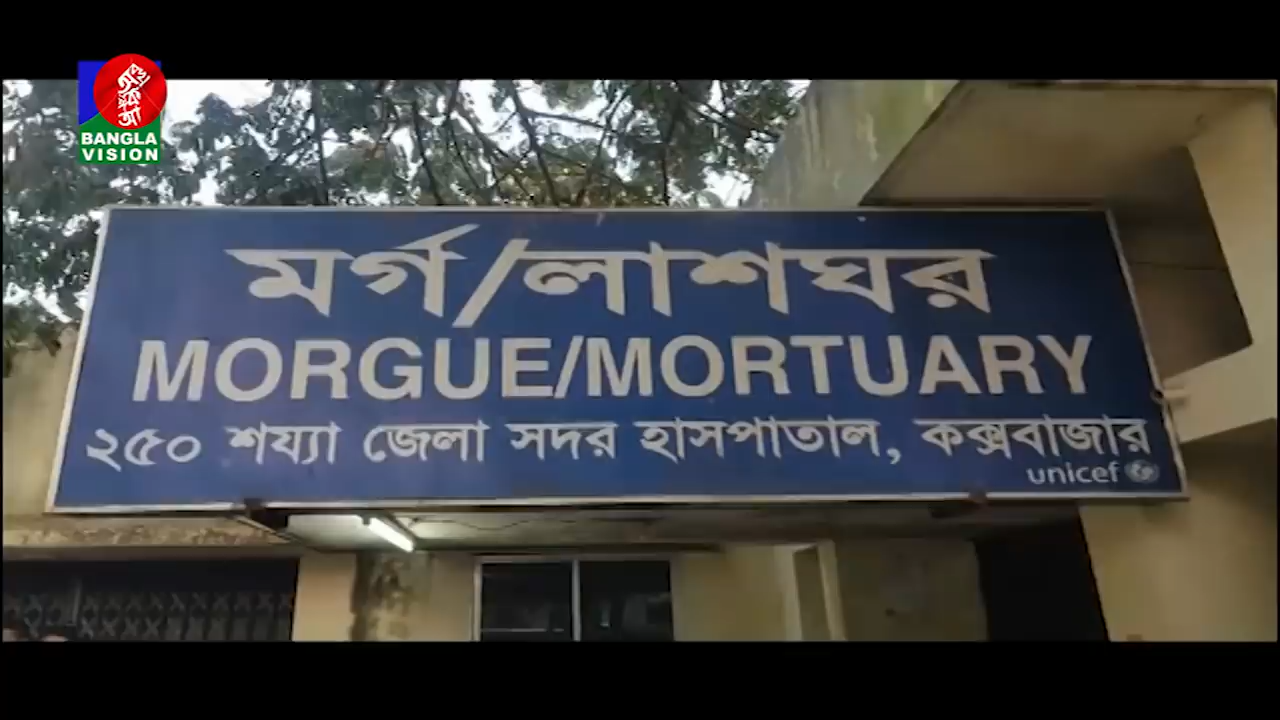 BANGLA
VISION
মর্গ/লাশঘর
MORGUE/MORTUARY
২৫০ শয্যা জেলা সদর হাসপাতাল, কক্সবাজার
unicef